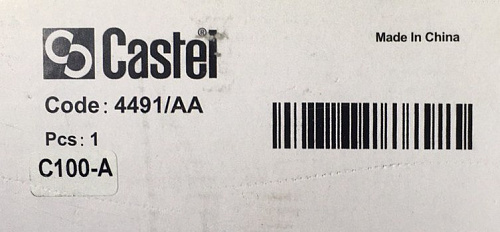 Castel®
Made In China
Code: 4491/AA
Pcs: 1
C100-A